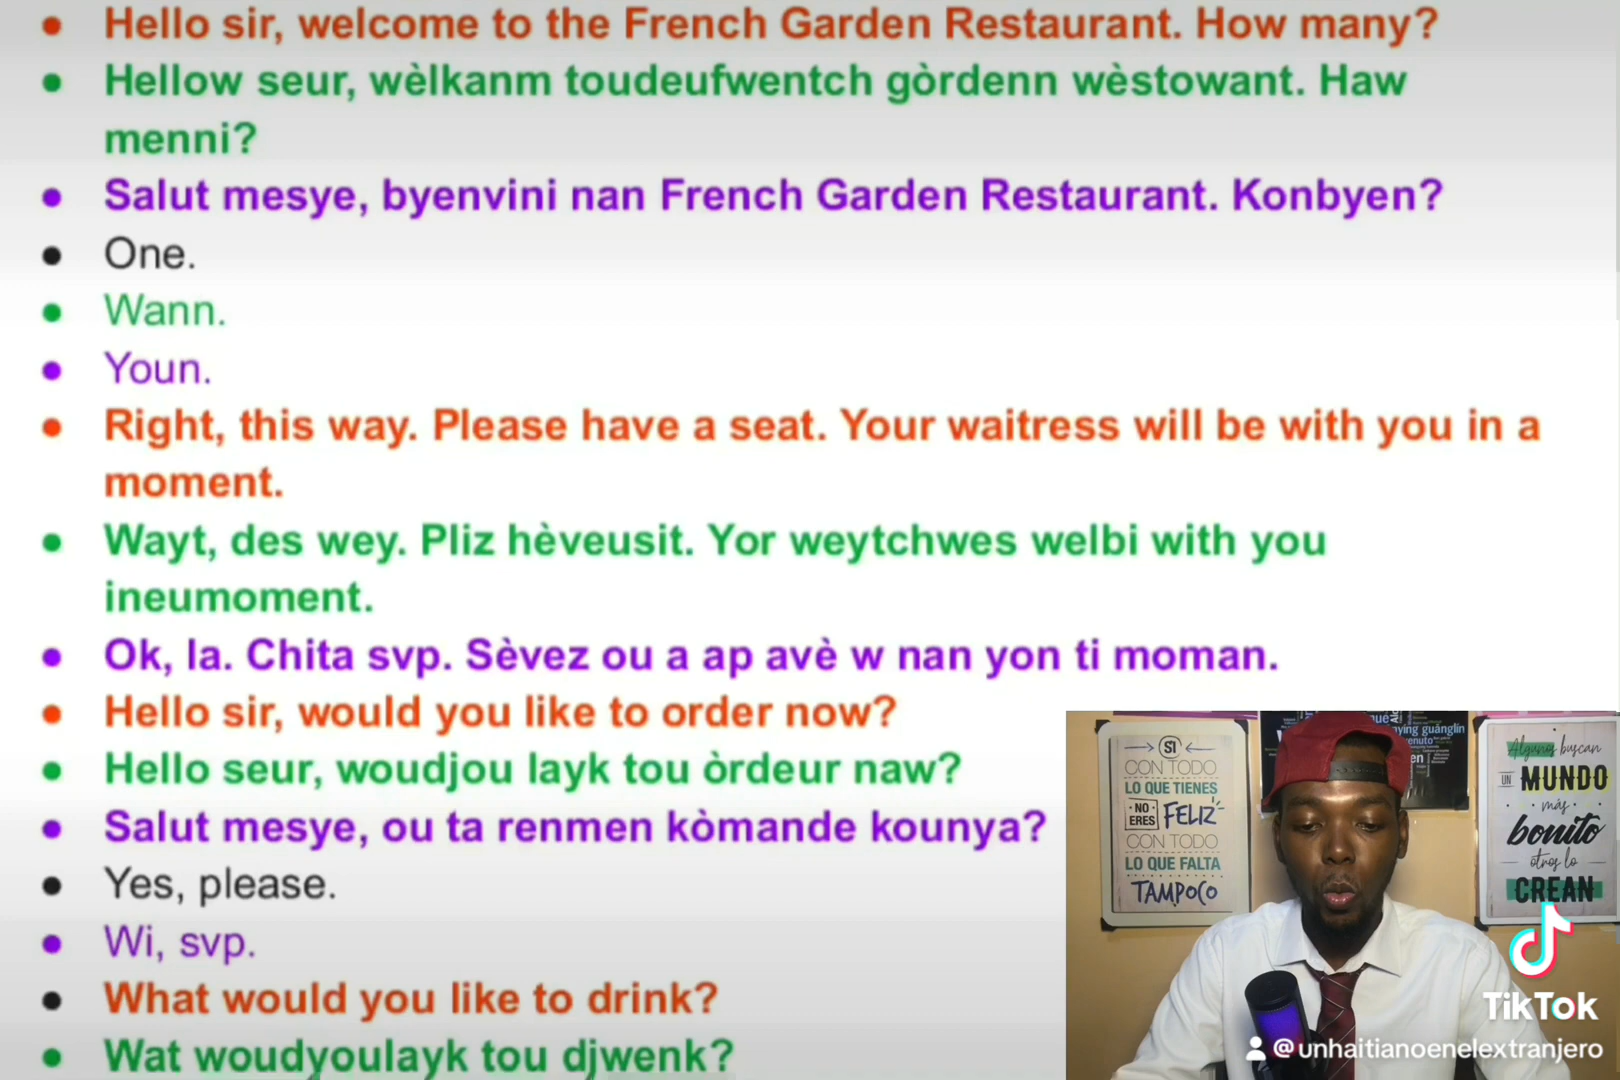 Hello sir, welcome to the French Garden Restaurant. How many?
Hellow seur, wèlkanm toudeufwentch gòrdenn wèstowant. Haw
menni?
Salut mesye, byenvini nan French Garden Restaurant. Konbyen?
One.
Wann.
Youn.
Right, this way. Please have a seat. Your waitress will be with you in a
moment.
Wayt, des wey. Pliz hèveusit. Yor weytchwes welbi with you
ineumoment.
Ok, la. Chita svp. Sèvez ou a ap avè w nan yon ti moman.
Hello sir, would you like to order now?
Hello seur, woudjou layk tou òrdeur naw?
Salut mesye, ou ta renmen kòmande kounya?
Yes, please.
Wi, svp.
What would you like to drink?
Wat woudyoulayk tou djwenk?
SI
CON TODO
LO QUE TIENES
NO
ERES
FELIZ
CON TODO
LO QUE FALTA
TAMPOCO
ying guānglín
Algunos buscan
UN MUNDO
más
bonito
otros lo
CREAN
TikTok
@unhaitianoenelextranjero